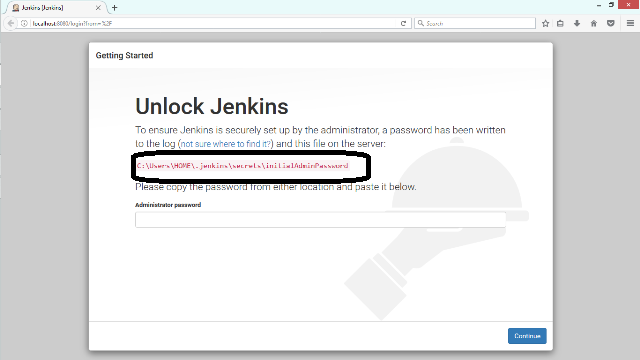 Jenkins [Jenkins]
localhost:8080/login?from=%2F
Search
Getting Started
Unlock Jenkins
To ensure Jenkins is securely set up by the administrator, a password has been written
to the log (not sure where to find it?) and this file on the server:
C:\Users\HOME\.jenkins\secrets\initialAdminPassword
Please copy the password from either location and paste it below.
Administrator password
Continue